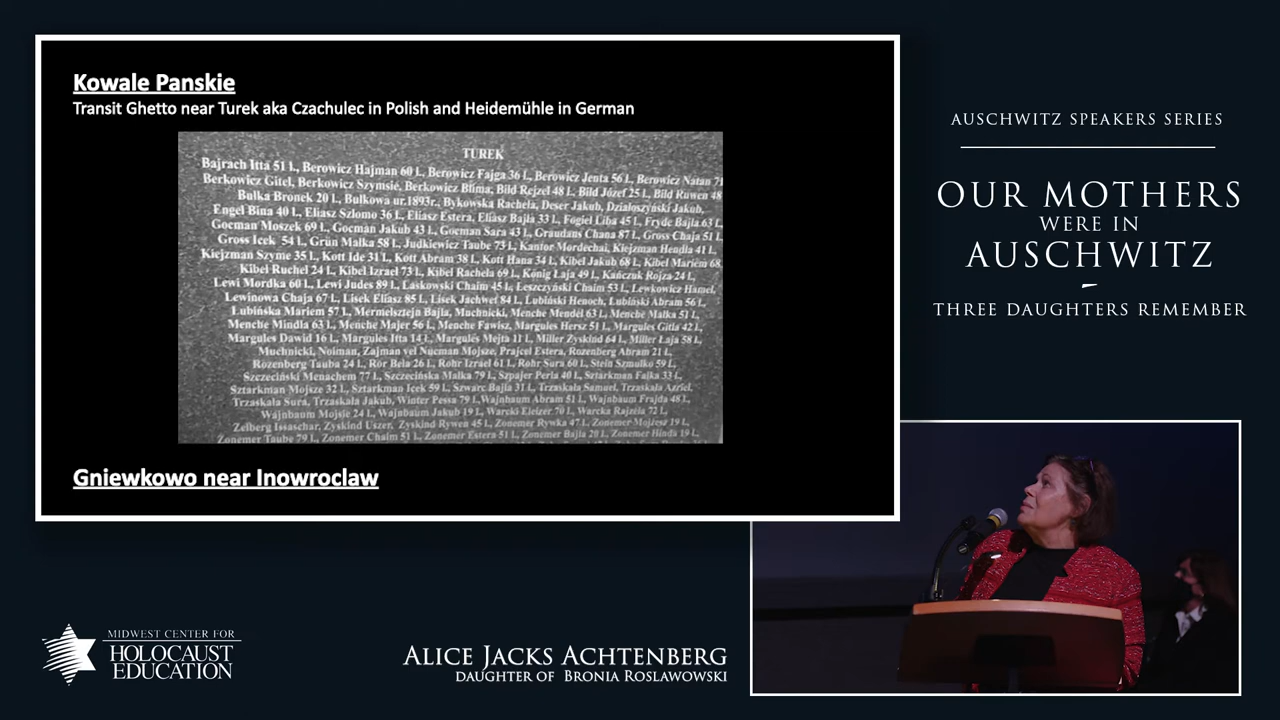 Kowale Panskie
Transit Ghetto near Turek aka Czachulec in Polish and Heidemühle in German
TUREK
Bajrach Itta 51 l., Berowicz Hajman 60 l., Berowicz Fajga 36 l., Berowicz Jenta 56 l., Berowicz Natan 71
Berkowicz Gitel, Berkowicz Szymsie, Berkowicz Blima, Bild Rejzel 48 l., Bild Józef 25 l., Bild Ruwen 48
Bułka Bronek 20 l., Bułkowa ur.1893r., Bykowska Rachela, Deser Jakub, Działoszyński Jakub,
Engel Bina 40 l., Eliasz Szlomo 36 l., Eliasz Estera, Eliasz Bajla 33 l., Fogiel Liba 45 l., Fryde Bajla 63 l.,
Gocman Moszek 69 l., Gocman Jakub 43 l., Gocman Sara 43 l., Graudans Chana 87 l., Gross Chaja 51 l.,
Gross Icek 54 l., Grün Malka 58 l., Judkiewicz Taube 73 l., Kantor Mordechai, Kiejzman Hendla 41 l.,
Kiejzman Szyme 35 l., Kott Ide 31 l., Kott Abram 38 l., Kott Hana 34 l., Kibel Jakub 68 l., Kibel Mariem 68
Kibel Ruchel 24 l., Kibel Izrael 73 l., Kibel Rachela 69 l., König Łaja 49 l., Kańczuk Rojza 24 l.,
Lewi Mordka 60 l., Lewi Judes 89 l., Laskowski Chaim 45 l., Leszczyński Chaim 53 l., Lewkowicz Hamel,
Lewinowa Chaja 67 l., Lisek Eliasz 85 l., Lisek Jachwet 84 l., Lubiński Henoch, Lubiński Abram 56 l.,
Lubińska Mariem 57 l., Mermelsztejn Bajla, Muchnicki, Menche Mendel 63 l., Menche Malka 51 l.,
Menche Mindla 63 l., Menche Majer 56 l., Menche Fawisz, Margules Hersz 51 l., Margules Gitla 42 l.,
Margules Dawid 16 l., Margules Itta 14 l., Margules Mejta 11 l., Miller Zyskind 64 l., Miller Łaja 58 l.,
Muchnicki, Noiman, Zajman vel Nucman Mojsze, Prajcel Estera, Rozenberg Abram 21 l.,
Rozenberg Tauba 24 l., Ror Bela 26 l., Rohr Izrael 61 l., Rohr Sura 60 l., Stein Szmulko 59 l.,
Szczeciński Menachem 77 l., Szczecińska Malka 79 l., Szpajer Perla 40 l., Sztarkman Fajka 33 l.,
Sztarkman Mojsze 32 l., Sztarkman Icek 59 l., Szwarc Bajla 31 l., Trzaskała Samuel, Trzaskała Azriel,
Trzaskała Sura, Trzaskała Jakub, Winter Pessa 79 l., Wajnbaum Abram 51 l., Wajnbaum Frajda 48 l.,
Wajnbaum Mojsie 24 l., Wajnbaum Jakub 19 l., Warcki Eleizer 70 l., Warcka Rajzela 72 l.,
Zelberg Issaschar, Zyskind Uszer, Zyskind Rywen 45 l., Zonemer Rywka 47 l., Zonemer Mojżesz 19 l.,
Zonemer Taube 79 l., Zonemer Chaim 51 l., Zonemer Estera 51 l., Zonemer Bajla 20 l., Zonemer Hinda 19 l.,
Gniewkowo near Inowroclaw
AUSCHWITZ SPEAKERS SERIES
OUR MOTHERS
WERE IN
AUSCHWITZ
-
THREE DAUGHTERS REMEMBER
MIDWEST CENTER FOR
HOLOCAUST
EDUCATION
ALICE JACKS ACHTENBERG
DAUGHTER OF BRONIA ROSLAWOWSKI